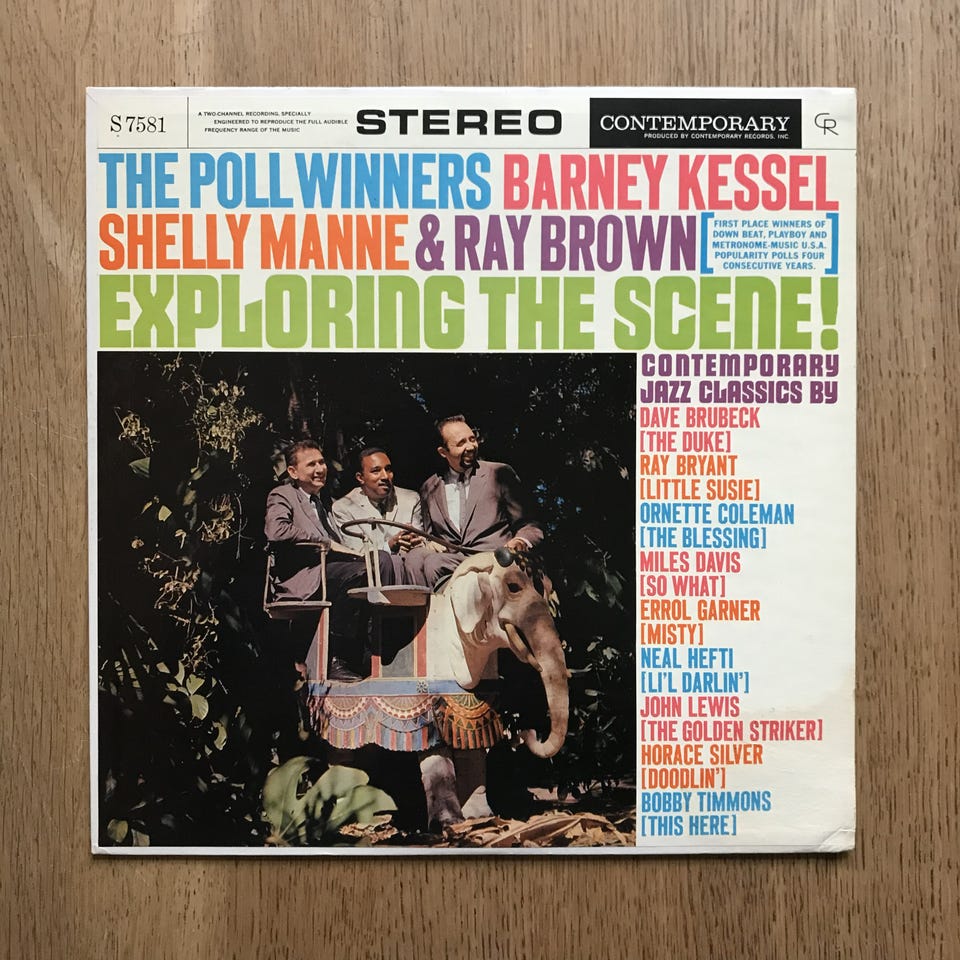 S 7581
A TWO-CHANNEL RECORDING, SPECIALLY
ENGINEERED TO REPRODUCE THE FULL AUDIBLE
FREQUENCY RANGE OF THE MUSIC
STEREO
CONTEMPORARY
PRODUCED BY CONTEMPORARY RECORDS, INC.
CR
THE POLL WINNERS BARNEY KESSEL
SHELLY MANNE & RAY BROWN
[FIRST PLACE WINNERS OF
DOWN BEAT, PLAYBOY AND
METRONOME-MUSIC U.S.A.
POPULARITY POLLS FOUR
CONSECUTIVE YEARS.]
EXPLORING THE SCENE!
CONTEMPORARY
JAZZ CLASSICS BY
DAVE BRUBECK
[THE DUKE]
RAY BRYANT
[LITTLE SUSIE]
ORNETTE COLEMAN
[THE BLESSING]
MILES DAVIS
[SO WHAT]
ERROL GARNER
[MISTY]
NEAL HEFTI
[LI'L DARLIN']
JOHN LEWIS
[THE GOLDEN STRIKER]
HORACE SILVER
[DOODLIN']
BOBBY TIMMONS
[THIS HERE]